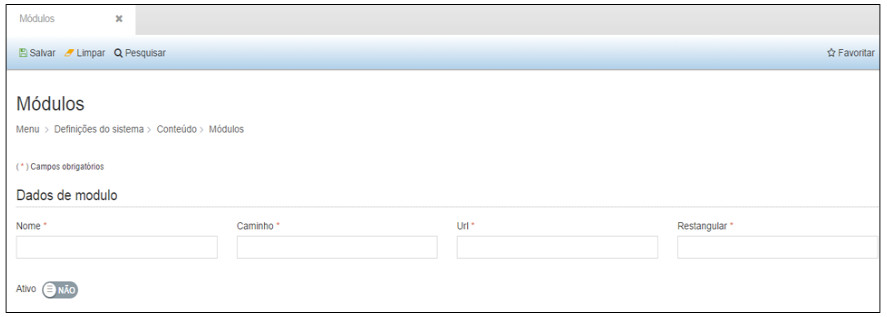 Módulos
Salvar Limpar Pesquisar Favoritar
Módulos
Menu > Definições do sistema > Conteúdo > Módulos
( * ) Campos obrigatórios
Dados de modulo
Nome * Caminho * Url * Restangular *
Ativo NÃO